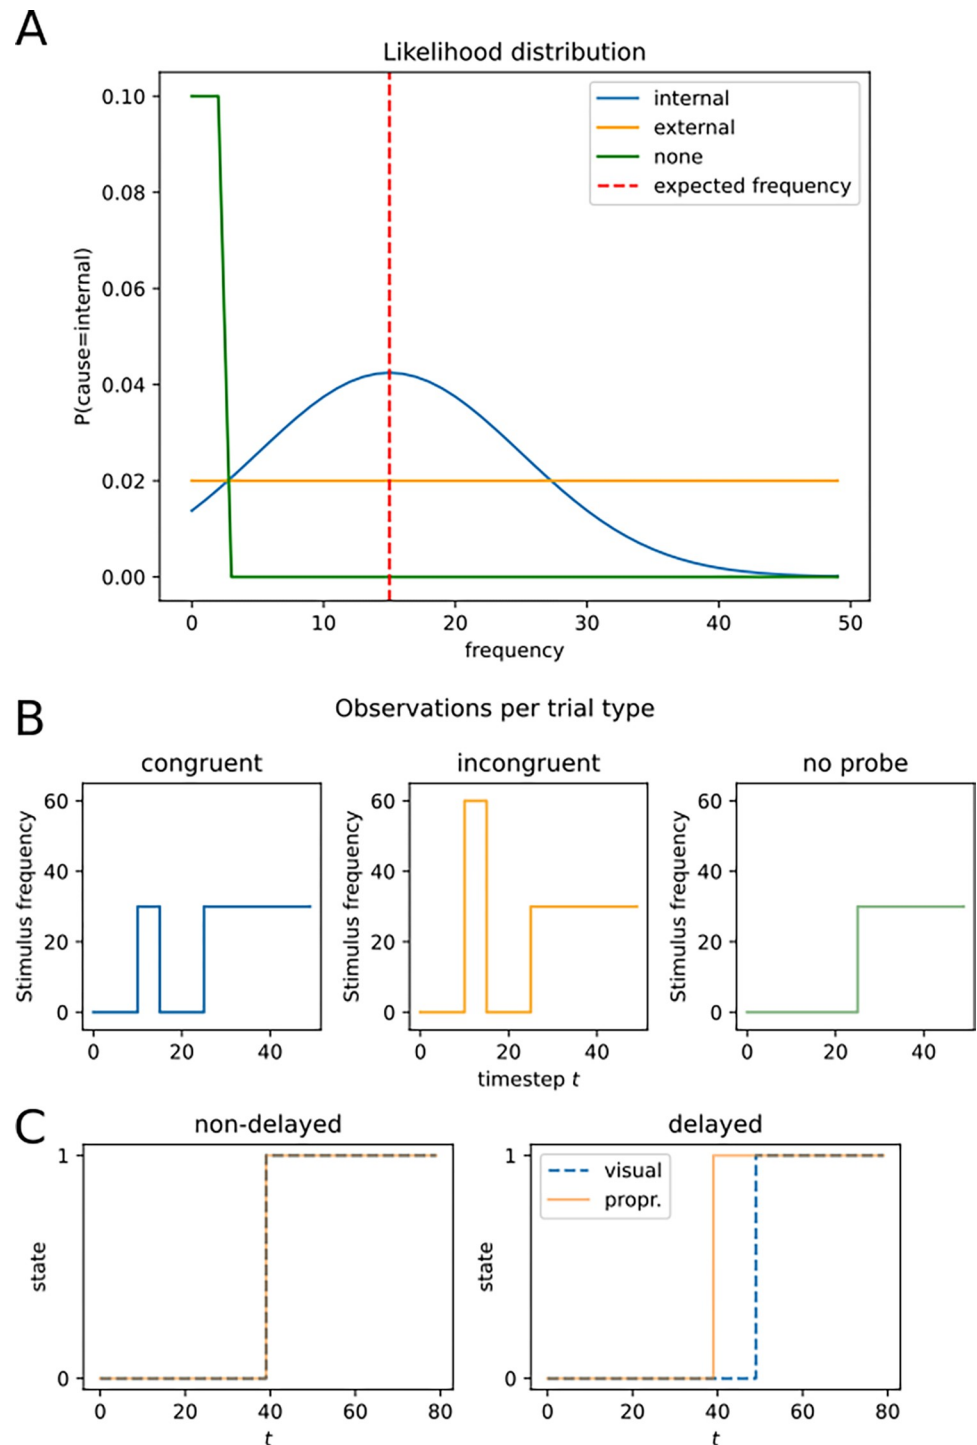 A
Likelihood distribution
P(cause=internal)
0.10
0.08
0.06
0.04
0.02
0.00
internal
external
none
expected frequency
0 10 20 30 40 50
frequency
B
Observations per trial type
congruent
Stimulus frequency
60
40
20
0
0 20 40
incongruent
Stimulus frequency
60
40
20
0
0 20 40
timestep t
no probe
Stimulus frequency
60
40
20
0
0 20 40
C
non-delayed
state
1
0
0 20 40 60 80
t
delayed
state
1
0
visual
propr.
0 20 40 60 80
t